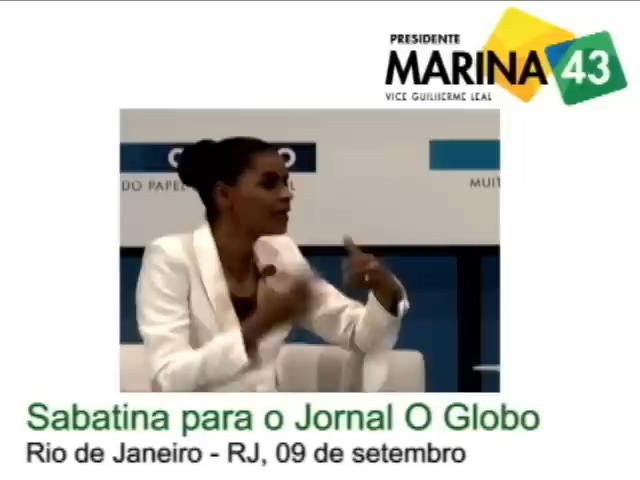 PRESIDENTE
MARINA 43
VICE GUILHERME LEAL
DO PAPEL
MUIT
Sabatina para o Jornal O Globo
Rio de Janeiro - RJ, 09 de setembro